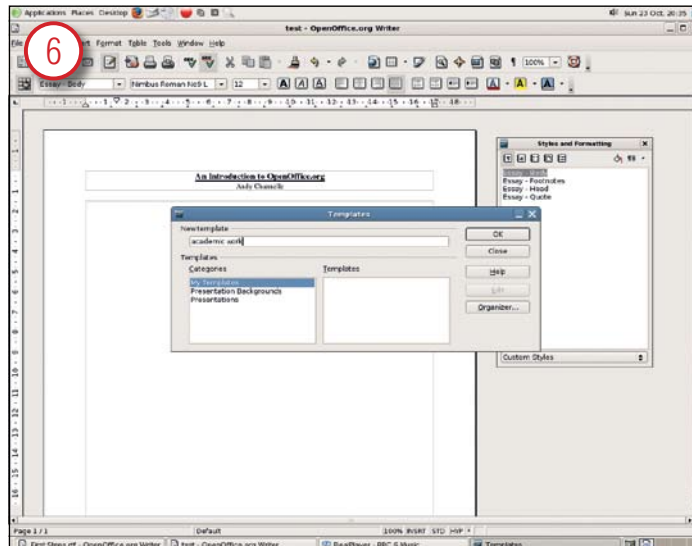 Applications Places Desktop Sun 23 Oct, 20:35
test - OpenOffice.org Writer
6
Format Table Tools Window Help
100%
Essay - Body Nimbus Roman No9 L 12
Styles and Formatting
An Introduction to OpenOffice.org
Essay - Body
Essay - Footnotes
Essay - Head
Essay - Quote
Templates
New template
academic work
OK
Close
Templates
Categories Templates
Help
My Templates
Presentation Backgrounds
Presentations
Edit
Organizer...
Custom Styles
Page 1 / 1 Default 100% INSRT STD HYP *
First Steps.rtf - OpenOffice.org Writer test - OpenOffice.org Writer RealPlayer - BBC 6 Music Templates